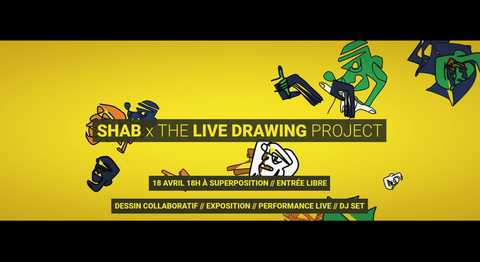 SHAB x THE LIVE DRAWING PROJECT
18 AVRIL 18H À SUPERPOSITION // ENTRÉE LIBRE
DESSIN COLLABORATIF // EXPOSITION // PERFORMANCE LIVE // DJ SET